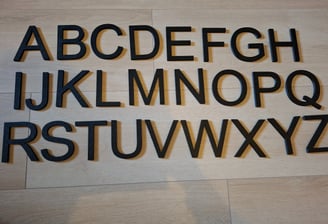 ABCDEFGH
IJKLMNOPQ
RSTUVWXYZ